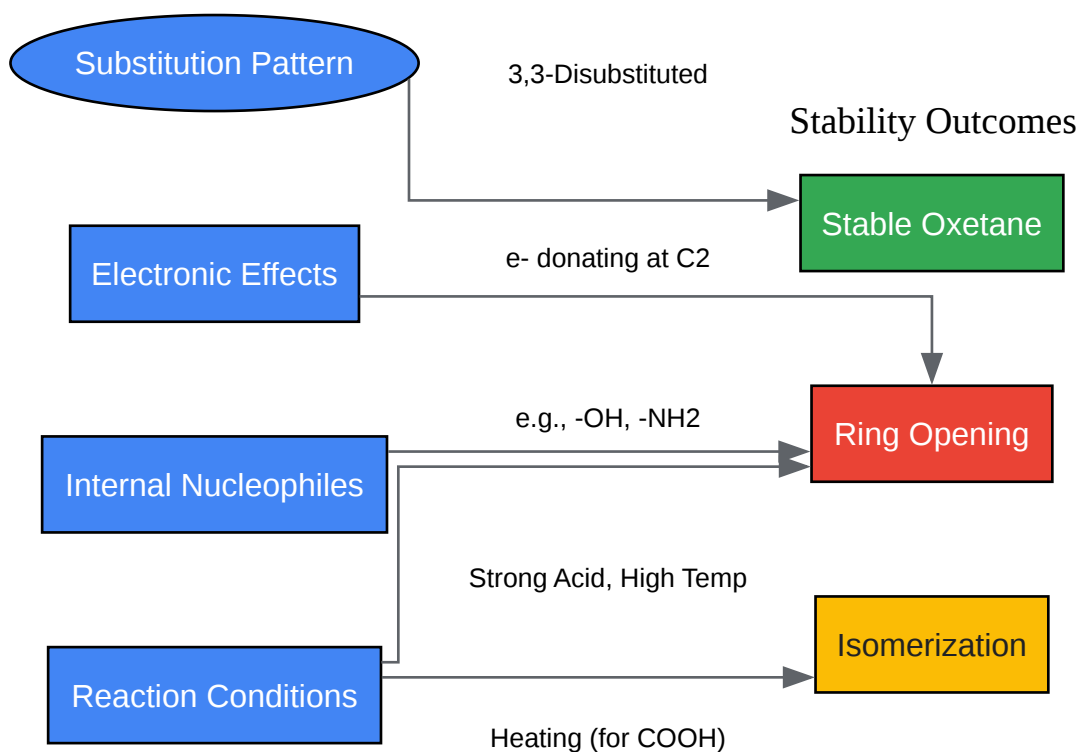 Substitution Pattern
3,3-Disubstituted
Stability Outcomes
Stable Oxetane
Electronic Effects
e- donating at C2
Ring Opening
e.g., -OH, -NH2
Internal Nucleophiles
Strong Acid, High Temp
Isomerization
Reaction Conditions
Heating (for COOH)